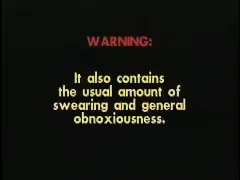 WARNING:
It also contains
the usual amount of
swearing and general
obnoxiousness.